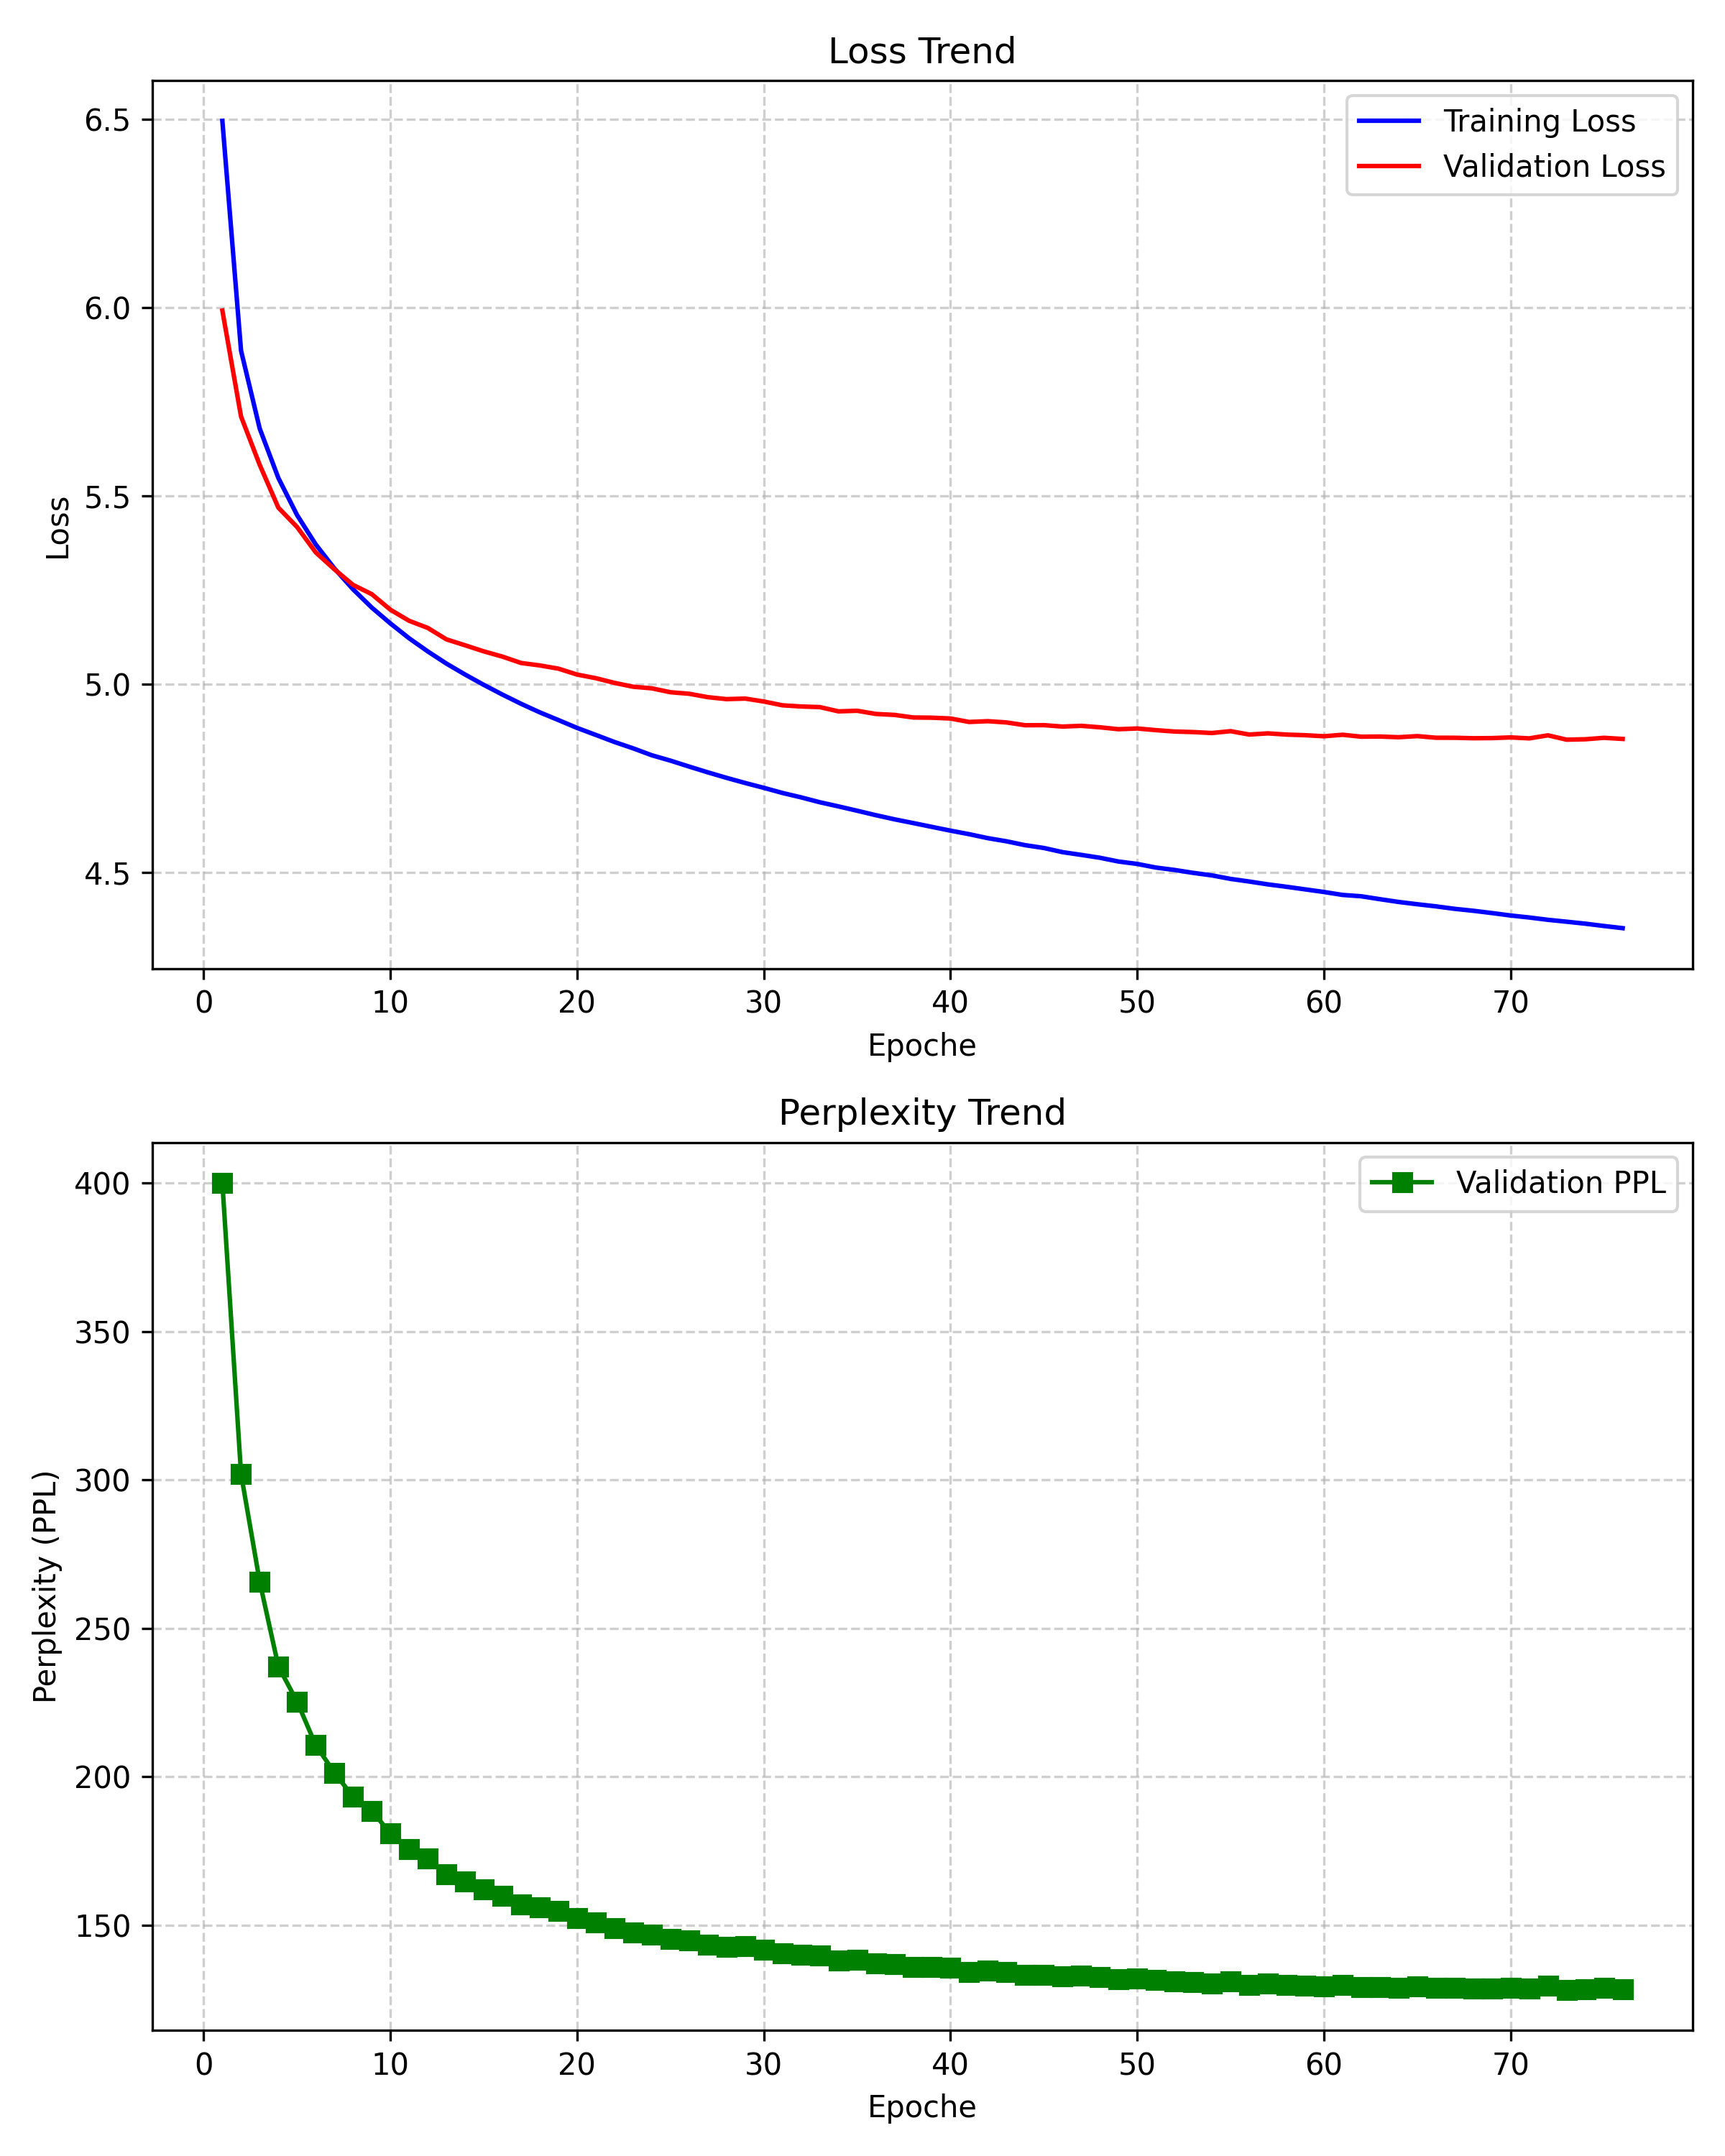 Loss Trend
6.5
6.0
5.5
5.0
4.5
Loss
Training Loss
Validation Loss
0 10 20 30 40 50 60 70
Epoche
Perplexity Trend
400
350
300
250
200
150
Perplexity (PPL)
Validation PPL
0 10 20 30 40 50 60 70
Epoche